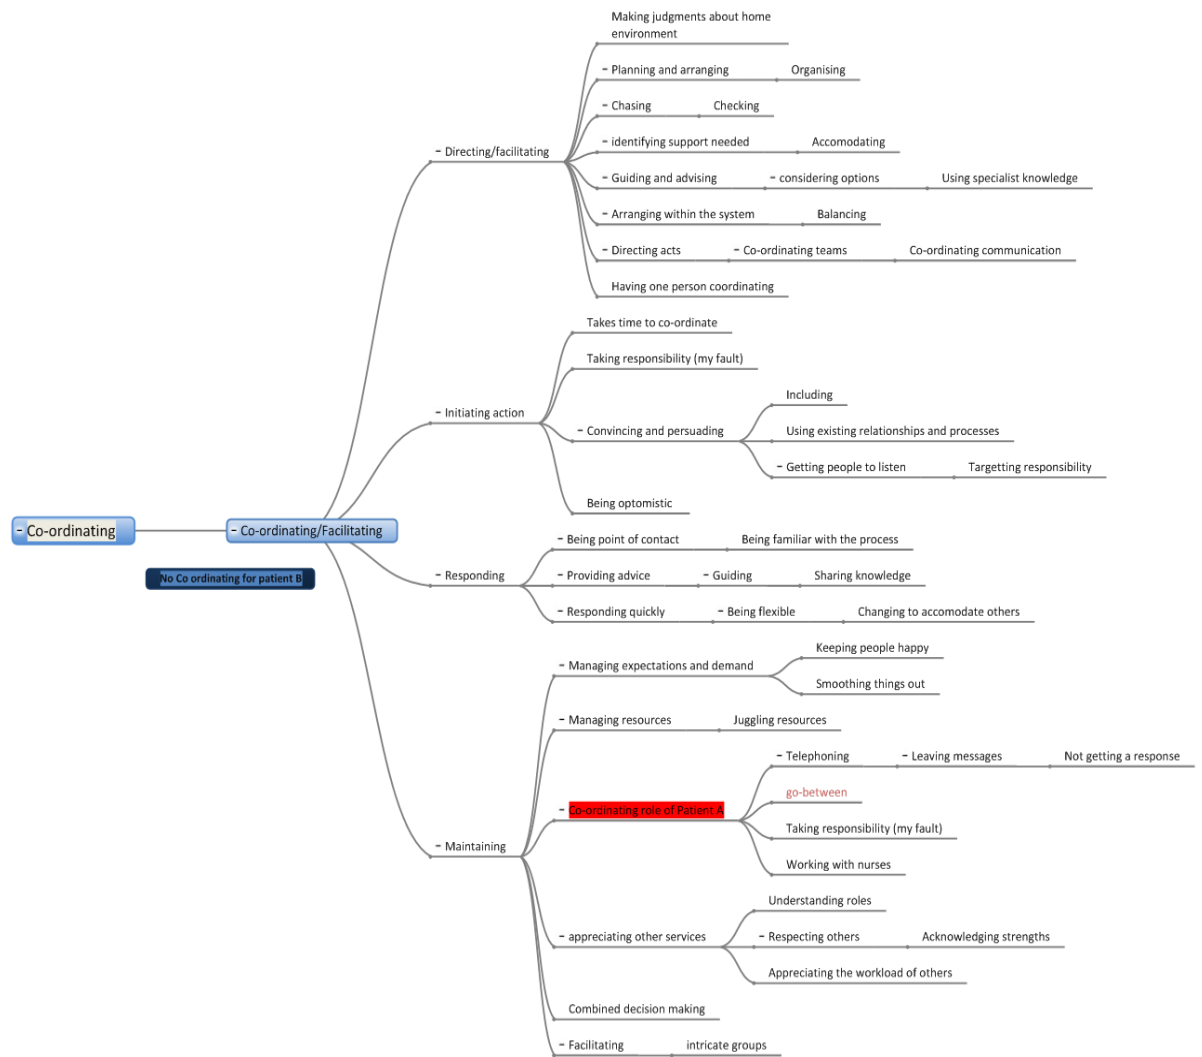 Making judgments about home
environment
- Planning and arranging Organising
- Chasing Checking
- Directing/facilitating
- identifying support needed Accomodating
- Guiding and advising - considering options Using specialist knowledge
- Arranging within the system Balancing
- Directing acts - Co-ordinating teams Co-ordinating communication
Having one person coordinating
Takes time to co-ordinate
Taking responsibility (my fault)
Including
- Initiating action
- Convincing and persuading Using existing relationships and processes
- Getting people to listen Targetting responsibility
Being optomistic
- Co-ordinating - Co-ordinating/Facilitating
- Being point of contact Being familiar with the process
No Co ordinating for patient B
- Responding - Providing advice - Guiding Sharing knowledge
- Responding quickly - Being flexible Changing to accomodate others
Keeping people happy
- Managing expectations and demand
Smoothing things out
- Managing resources Juggling resources
- Telephoning - Leaving messages Not getting a response
go-between
- Co-ordinating role of Patient A
Taking responsibility (my fault)
- Maintaining
Working with nurses
Understanding roles
- appreciating other services - Respecting others Acknowledging strengths
Appreciating the workload of others
Combined decision making
- Facilitating intricate groups